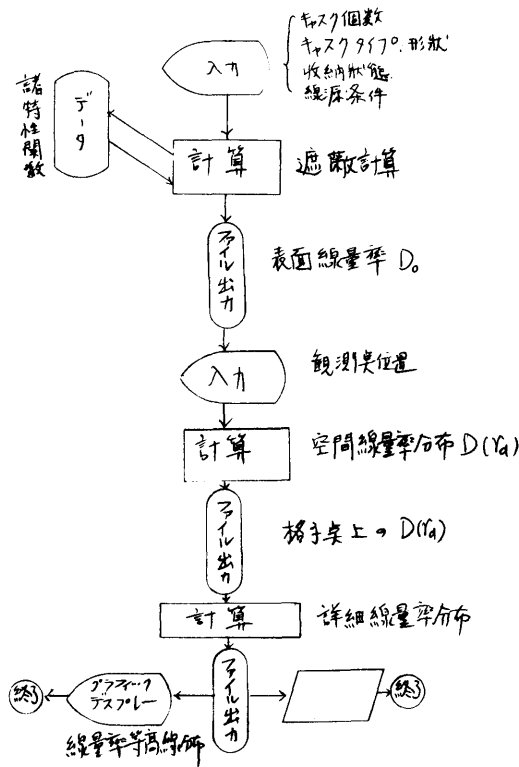 キャスク個数
キャスクタイプ、形状
収納状態
線源条件
入力
諸特性関数
データ
計算
遮蔽計算
ファイル出力
表面線量率 D₀
入力
観測点位置
計算
空間線量率分布 D(rd)
ファイル出力
格子点上の D(rd)
計算
詳細線量率分布
ファイル出力
終了
グラフィック
デスプレー
終了
線量率等高線分布